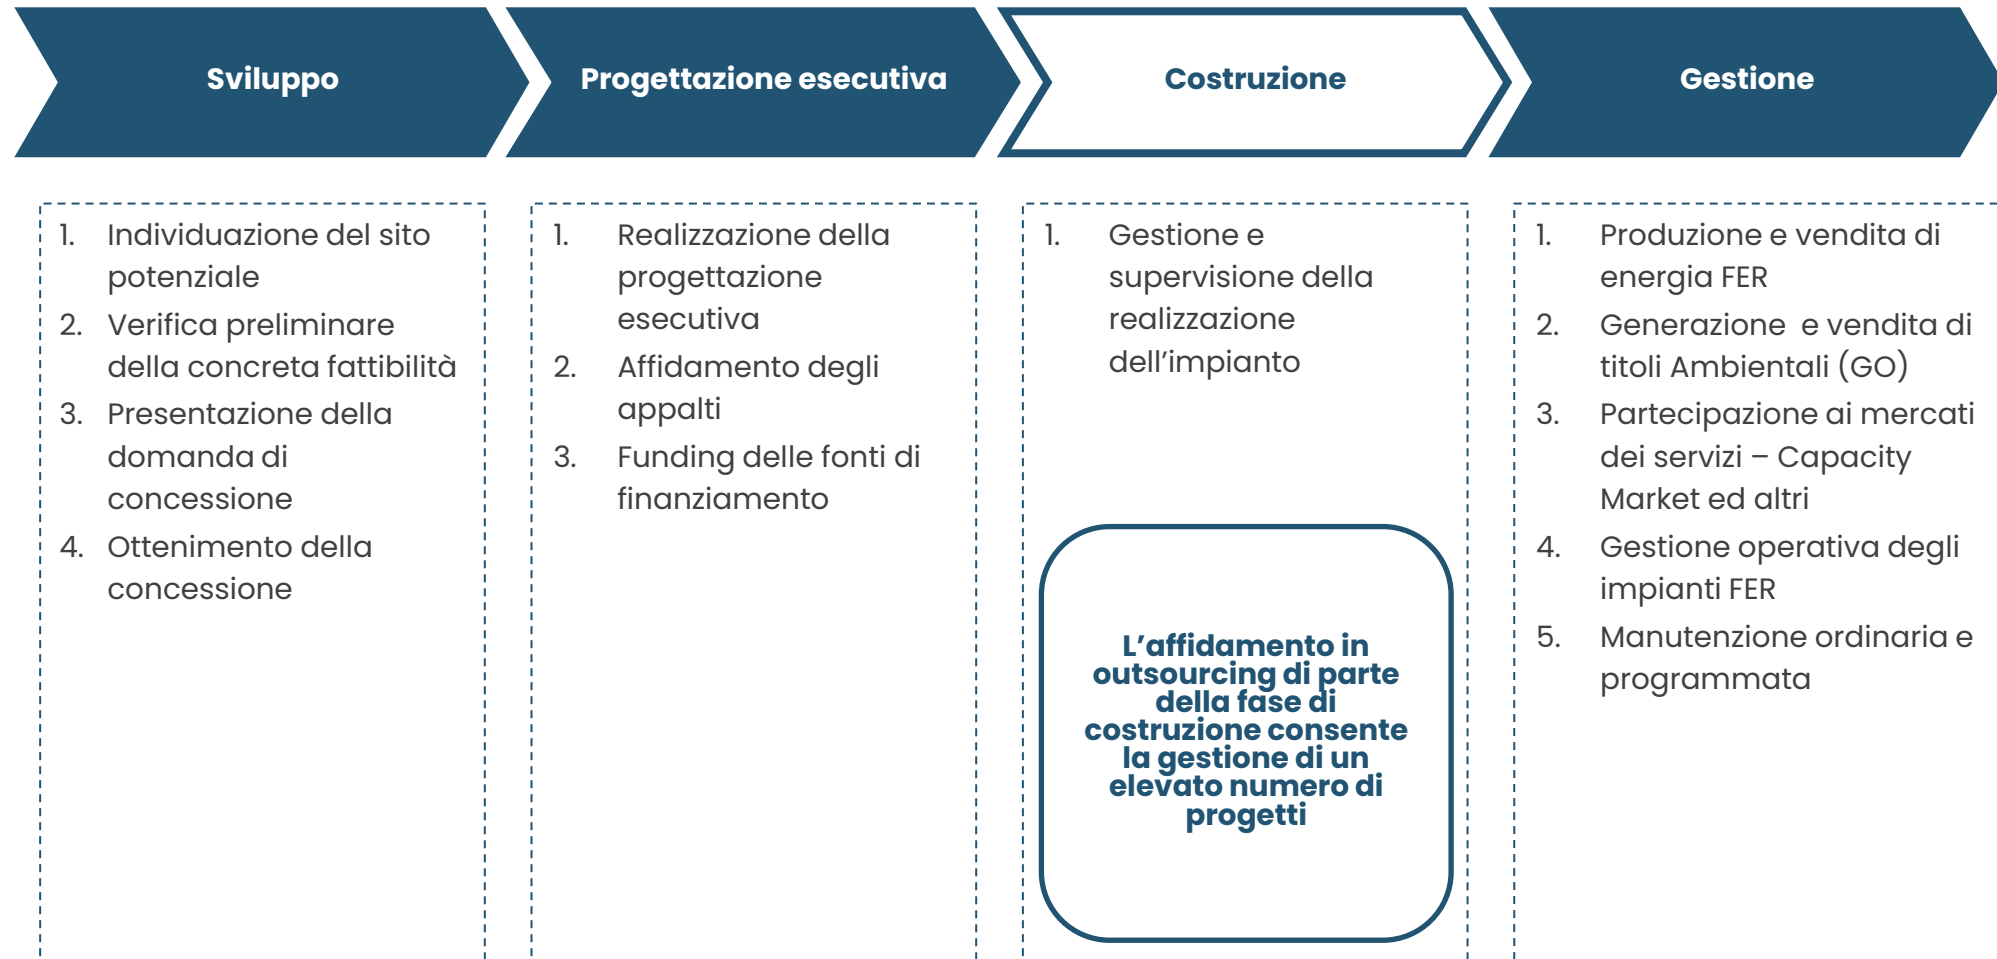 Sviluppo
Progettazione esecutiva
Costruzione
Gestione
1. Individuazione del sito
potenziale
2. Verifica preliminare
della concreta fattibilità
3. Presentazione della
domanda di
concessione
4. Ottenimento della
concessione
1. Realizzazione della
progettazione
esecutiva
2. Affidamento degli
appalti
3. Funding delle fonti di
finanziamento
1. Gestione e
supervisione della
realizzazione
dell’impianto
L’affidamento in
outsourcing di parte
della fase di
costruzione consente
la gestione di un
elevato numero di
progetti
1. Produzione e vendita di
energia FER
2. Generazione  e vendita di
titoli Ambientali (GO)
3. Partecipazione ai mercati
dei servizi – Capacity
Market ed altri
4. Gestione operativa degli
impianti FER
5. Manutenzione ordinaria e
programmata